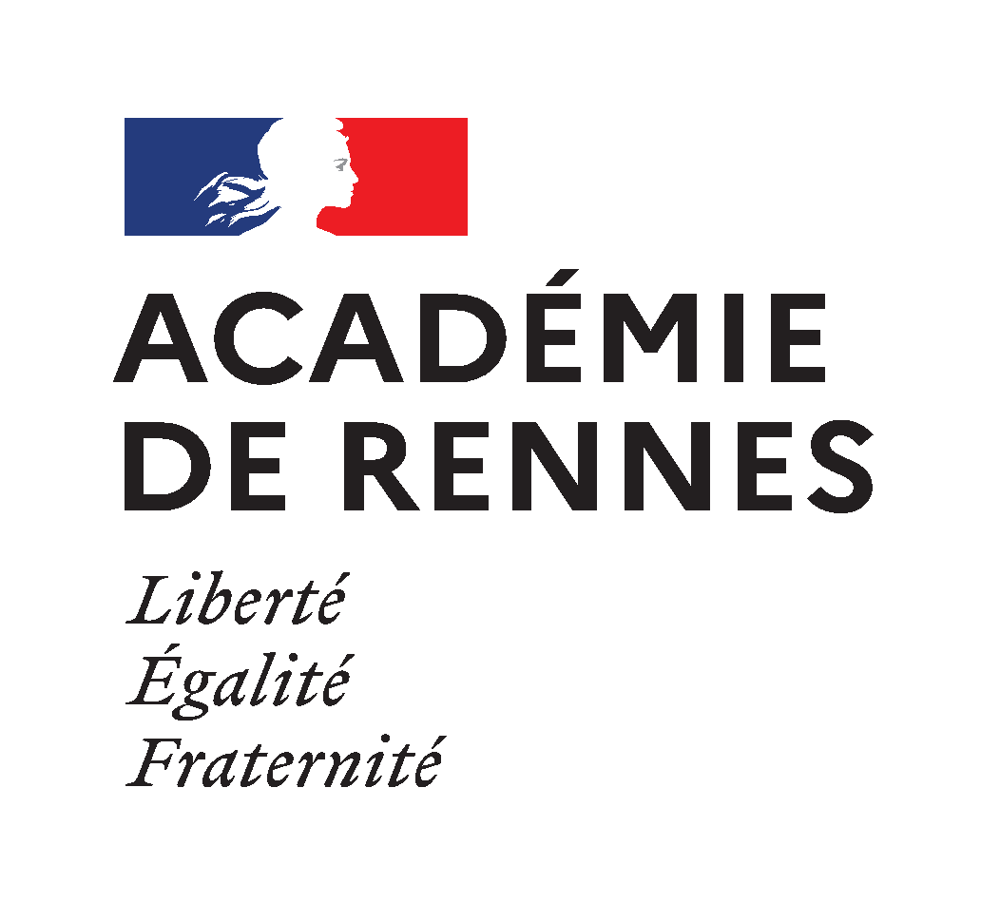 ACADÉMIE
DE RENNES
Liberté
Égalité
Fraternité